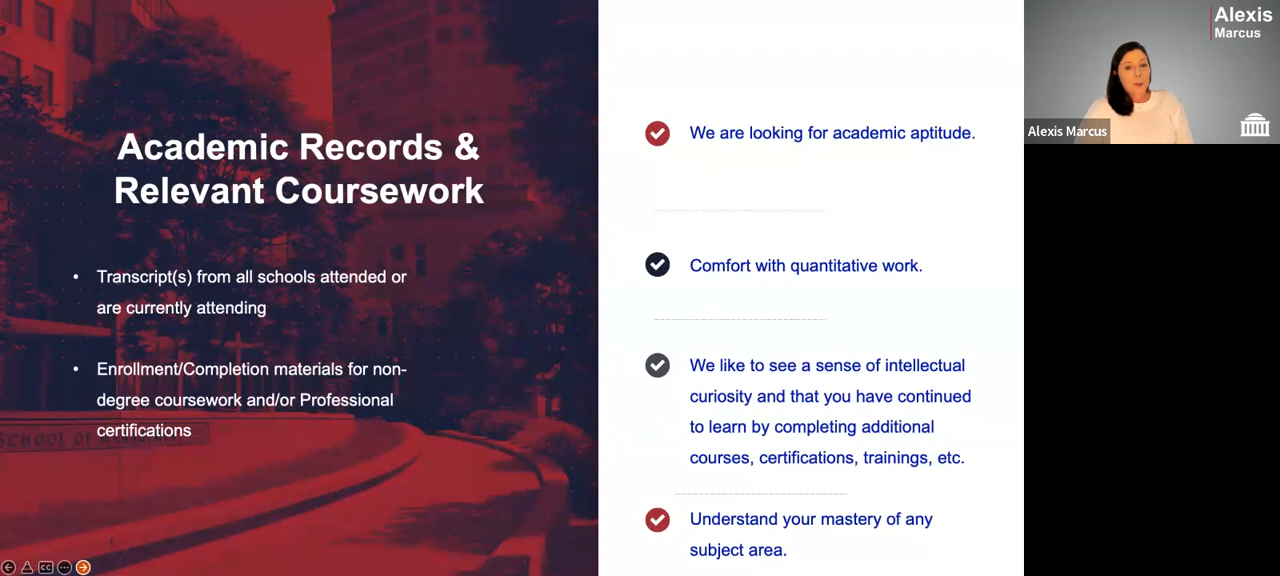 Academic Records &
Relevant Coursework
• Transcript(s) from all schools attended or
are currently attending
• Enrollment/Completion materials for non-
degree coursework and/or Professional
certifications
SCHOOL OF
We are looking for academic aptitude.
Comfort with quantitative work.
We like to see a sense of intellectual
curiosity and that you have continued
to learn by completing additional
courses, certifications, trainings, etc.
Understand your mastery of any
subject area.
Alexis
Marcus
Alexis Marcus
CC